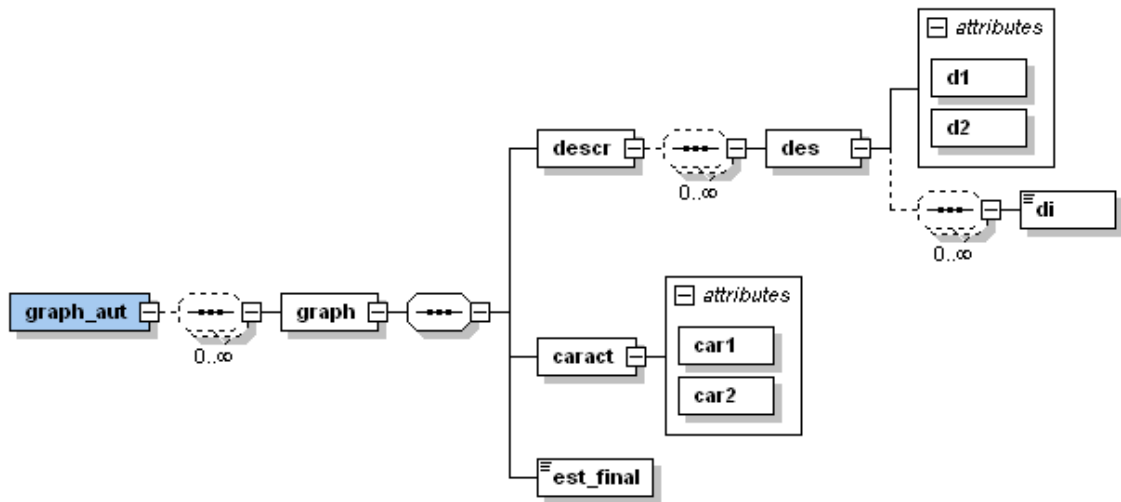 attributes
d1
d2
descr
des
0..∞
di
0..∞
graph_aut
graph
0..∞
attributes
caract
car1
car2
est_final